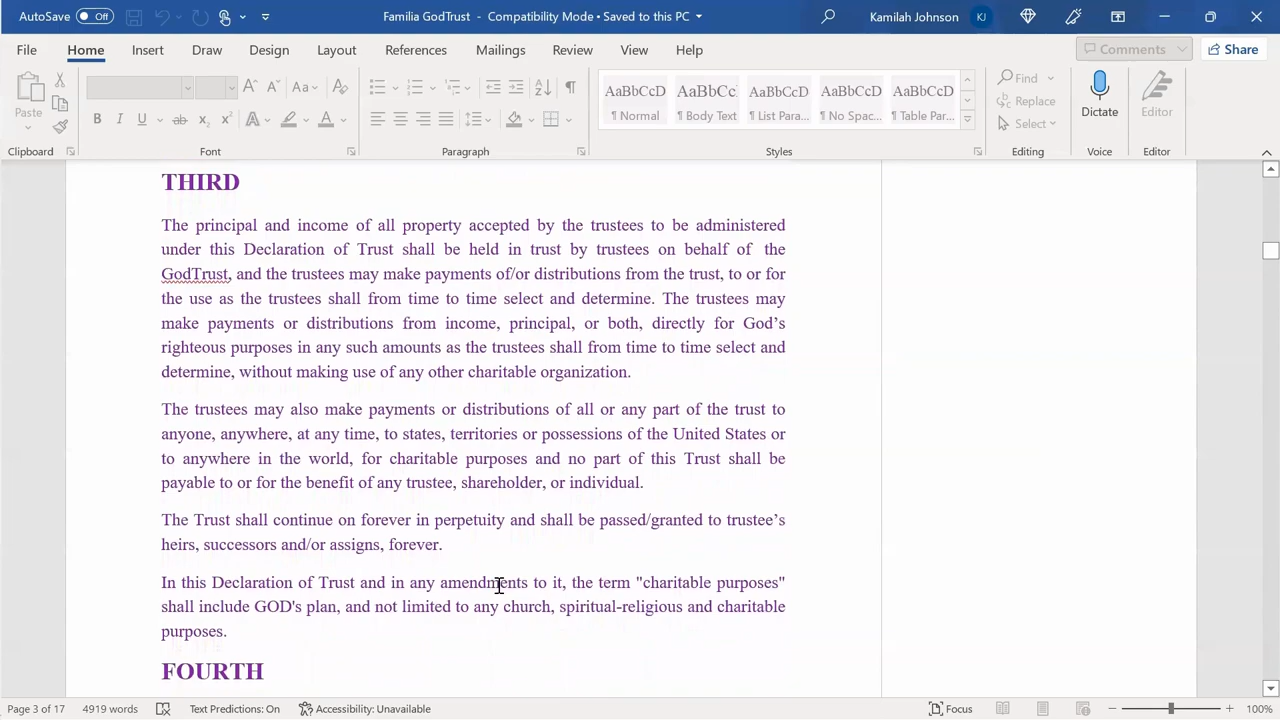 AutoSave Off Familia GodTrust - Compatibility Mode • Saved to this PC Kamilah Johnson KJ
File Home Insert Draw Design Layout References Mailings Review View Help Comments Share
Paste
B I U ab x₂ x² A A
Aa
AaBbCcD AaBbCc AaBbCcD AaBbCcD AaBbCcD
¶ Normal ¶ Body Text ¶ List Para... ¶ No Spac... ¶ Table Par...
Find
Replace
Select
Dictate
Editor
Clipboard Font Paragraph Styles Editing Voice Editor
THIRD
The principal and income of all property accepted by the trustees to be administered
under this Declaration of Trust shall be held in trust by trustees on behalf of the
GodTrust, and the trustees may make payments of/or distributions from the trust, to or for
the use as the trustees shall from time to time select and determine. The trustees may
make payments or distributions from income, principal, or both, directly for God’s
righteous purposes in any such amounts as the trustees shall from time to time select and
determine, without making use of any other charitable organization.
The trustees may also make payments or distributions of all or any part of the trust to
anyone, anywhere, at any time, to states, territories or possessions of the United States or
to anywhere in the world, for charitable purposes and no part of this Trust shall be
payable to or for the benefit of any trustee, shareholder, or individual.
The Trust shall continue on forever in perpetuity and shall be passed/granted to trustee’s
heirs, successors and/or assigns, forever.
In this Declaration of Trust and in any amendments to it, the term "charitable purposes"
shall include GOD's plan, and not limited to any church, spiritual-religious and charitable
purposes.
FOURTH
Page 3 of 17 4919 words Text Predictions: On Accessibility: Unavailable Focus 100%